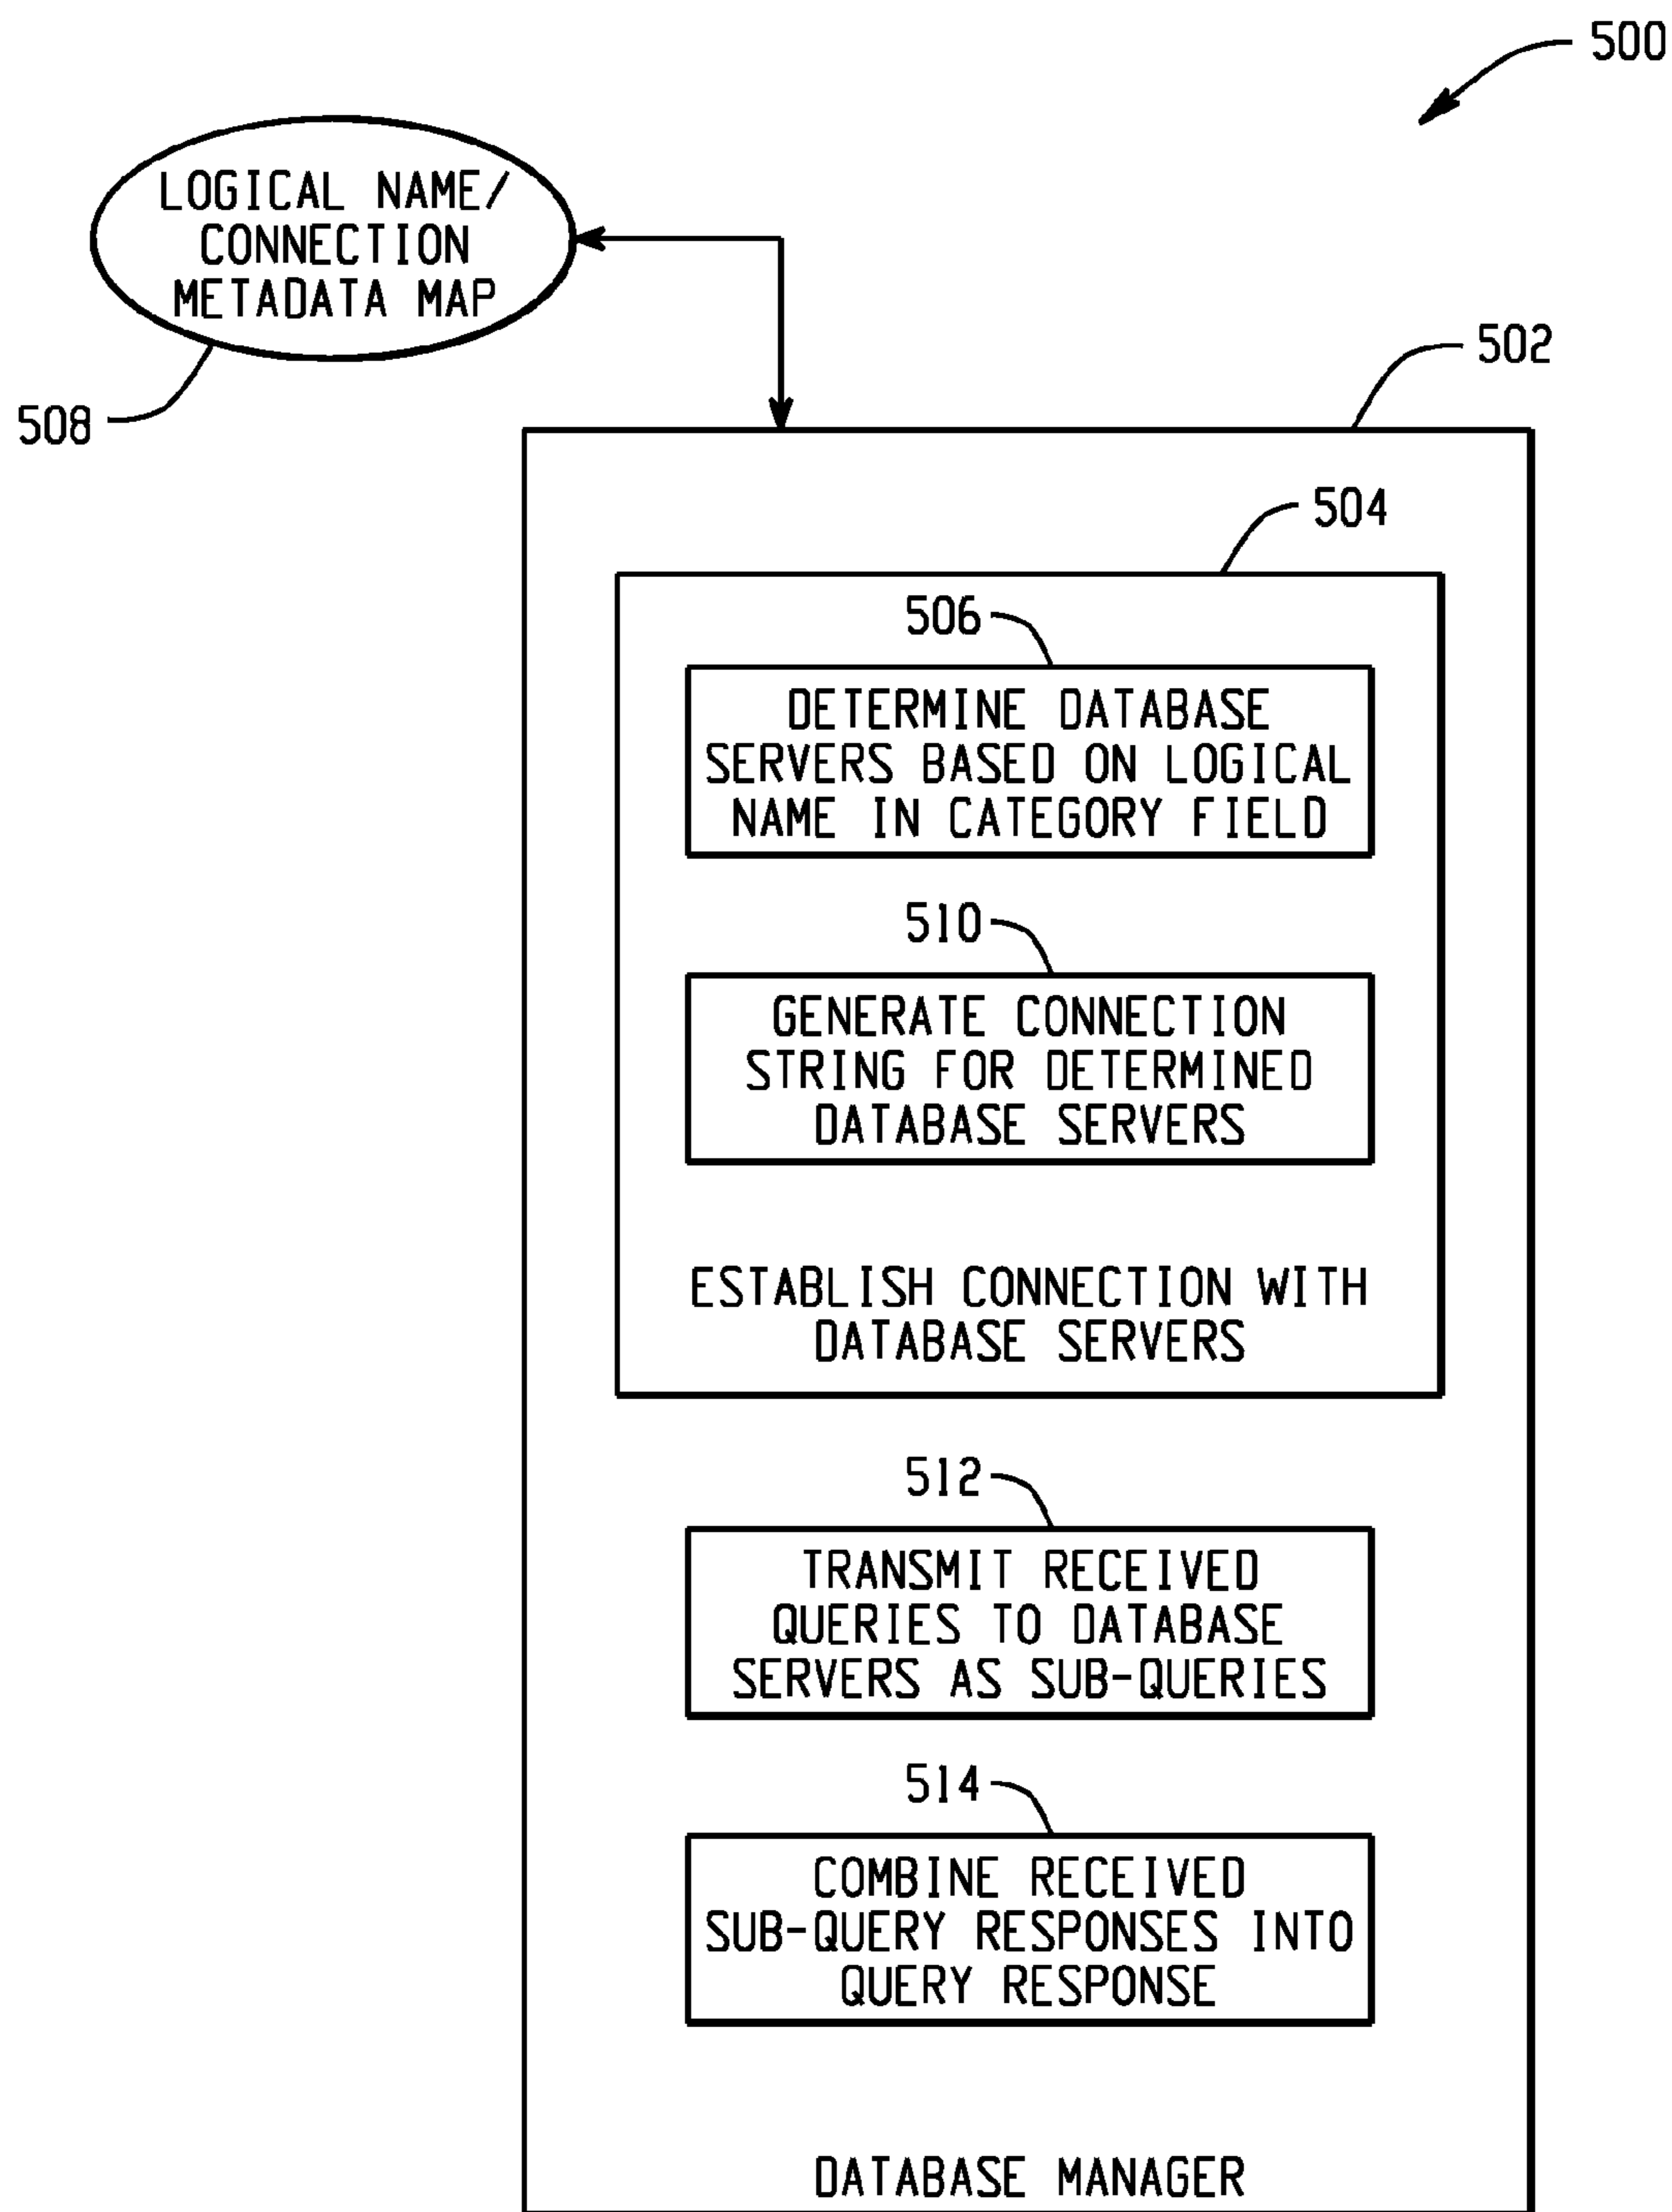 500
LOGICAL NAME/
CONNECTION
METADATA MAP
502
508
504
506
DETERMINE DATABASE
SERVERS BASED ON LOGICAL
NAME IN CATEGORY FIELD
510
GENERATE CONNECTION
STRING FOR DETERMINED
DATABASE SERVERS
ESTABLISH CONNECTION WITH
DATABASE SERVERS
512
TRANSMIT RECEIVED
QUERIES TO DATABASE
SERVERS AS SUB-QUERIES
514
COMBINE RECEIVED
SUB-QUERY RESPONSES INTO
QUERY RESPONSE
DATABASE MANAGER